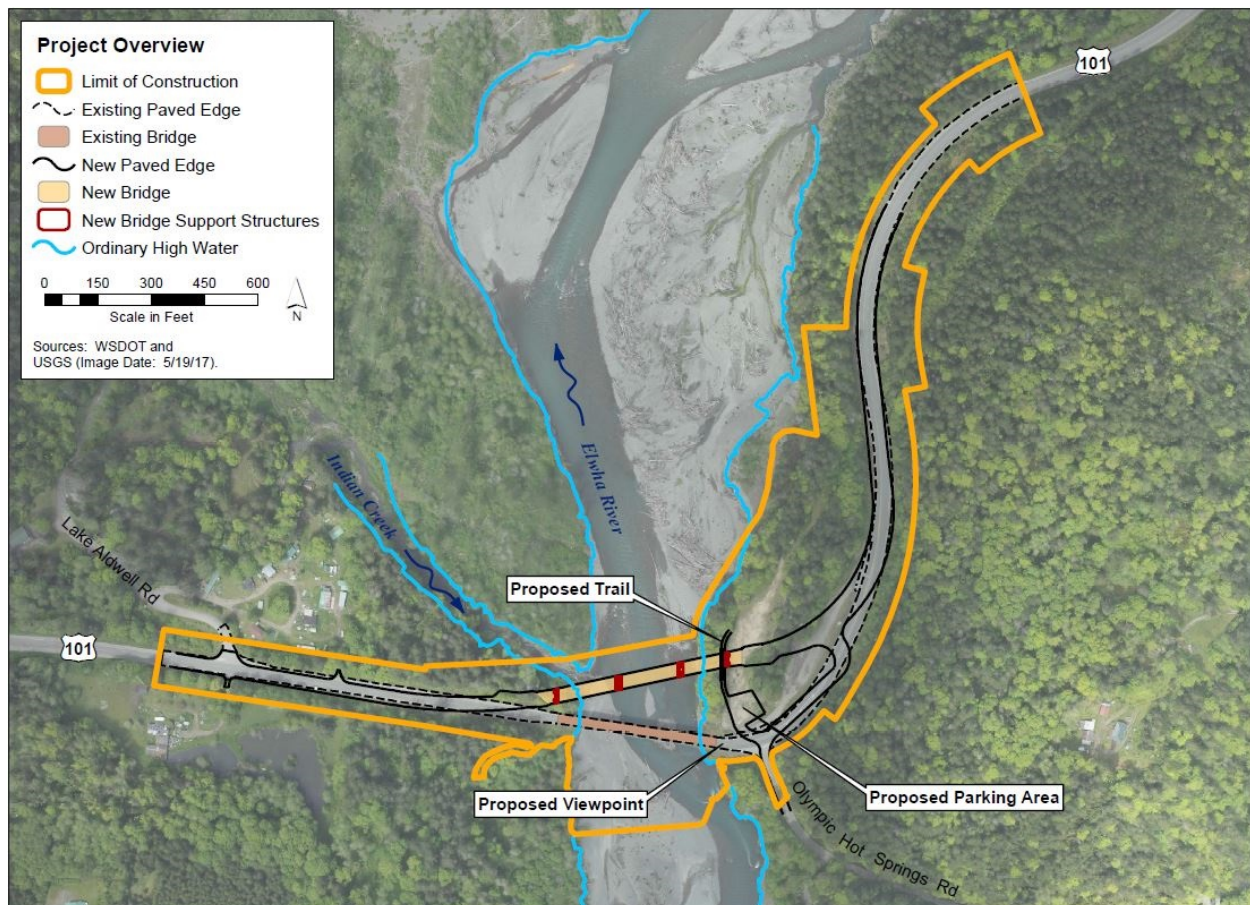 Project Overview
Limit of Construction
Existing Paved Edge
Existing Bridge
New Paved Edge
New Bridge
New Bridge Support Structures
Ordinary High Water
0 150 300 450 600
Scale in Feet
N
Sources: WSDOT and
USGS (Image Date: 5/19/17).
101
Elwha River
Indian Creek
Lake Aldwell Rd
Proposed Trail
101
Proposed Viewpoint
Proposed Parking Area
Olympic Hot Springs Rd